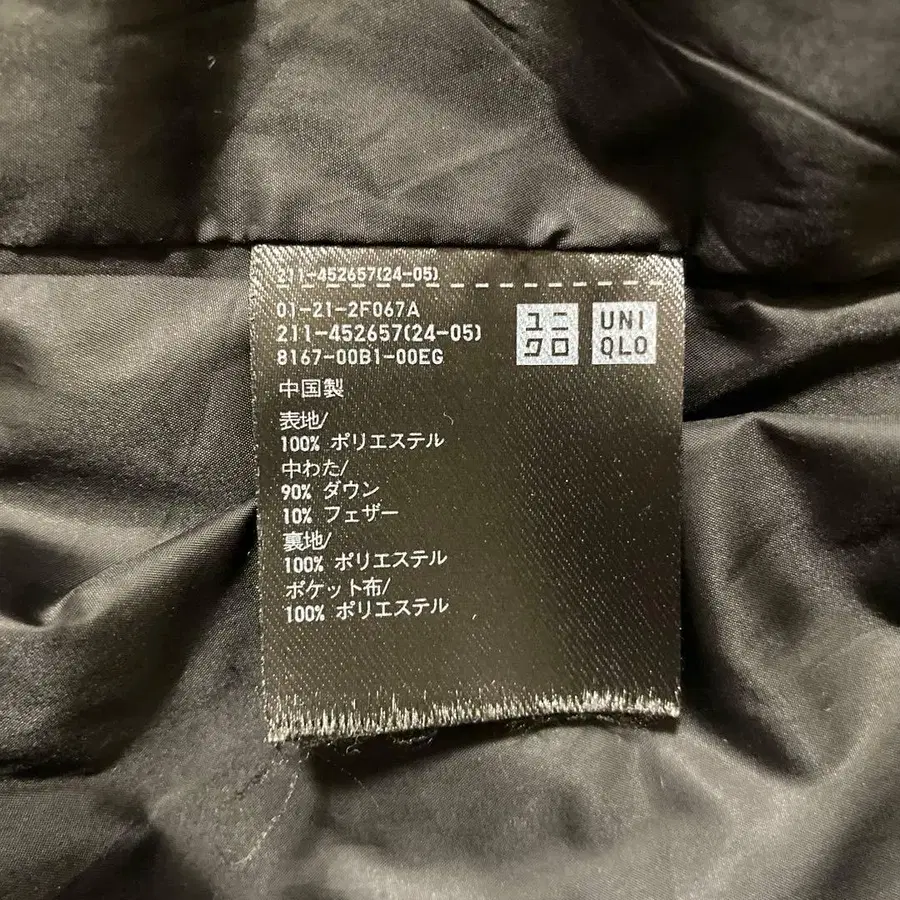 211-452657(24-05)
01-21-2F067A
211-452657(24-05)
8167-00B1-00EG
ユニ
クロ
UNI
QLO
中国製
表地/
100% ポリエステル
中わた/
90% ダウン
10% フェザー
裏地/
100% ポリエステル
ポケット布/
100% ポリエステル